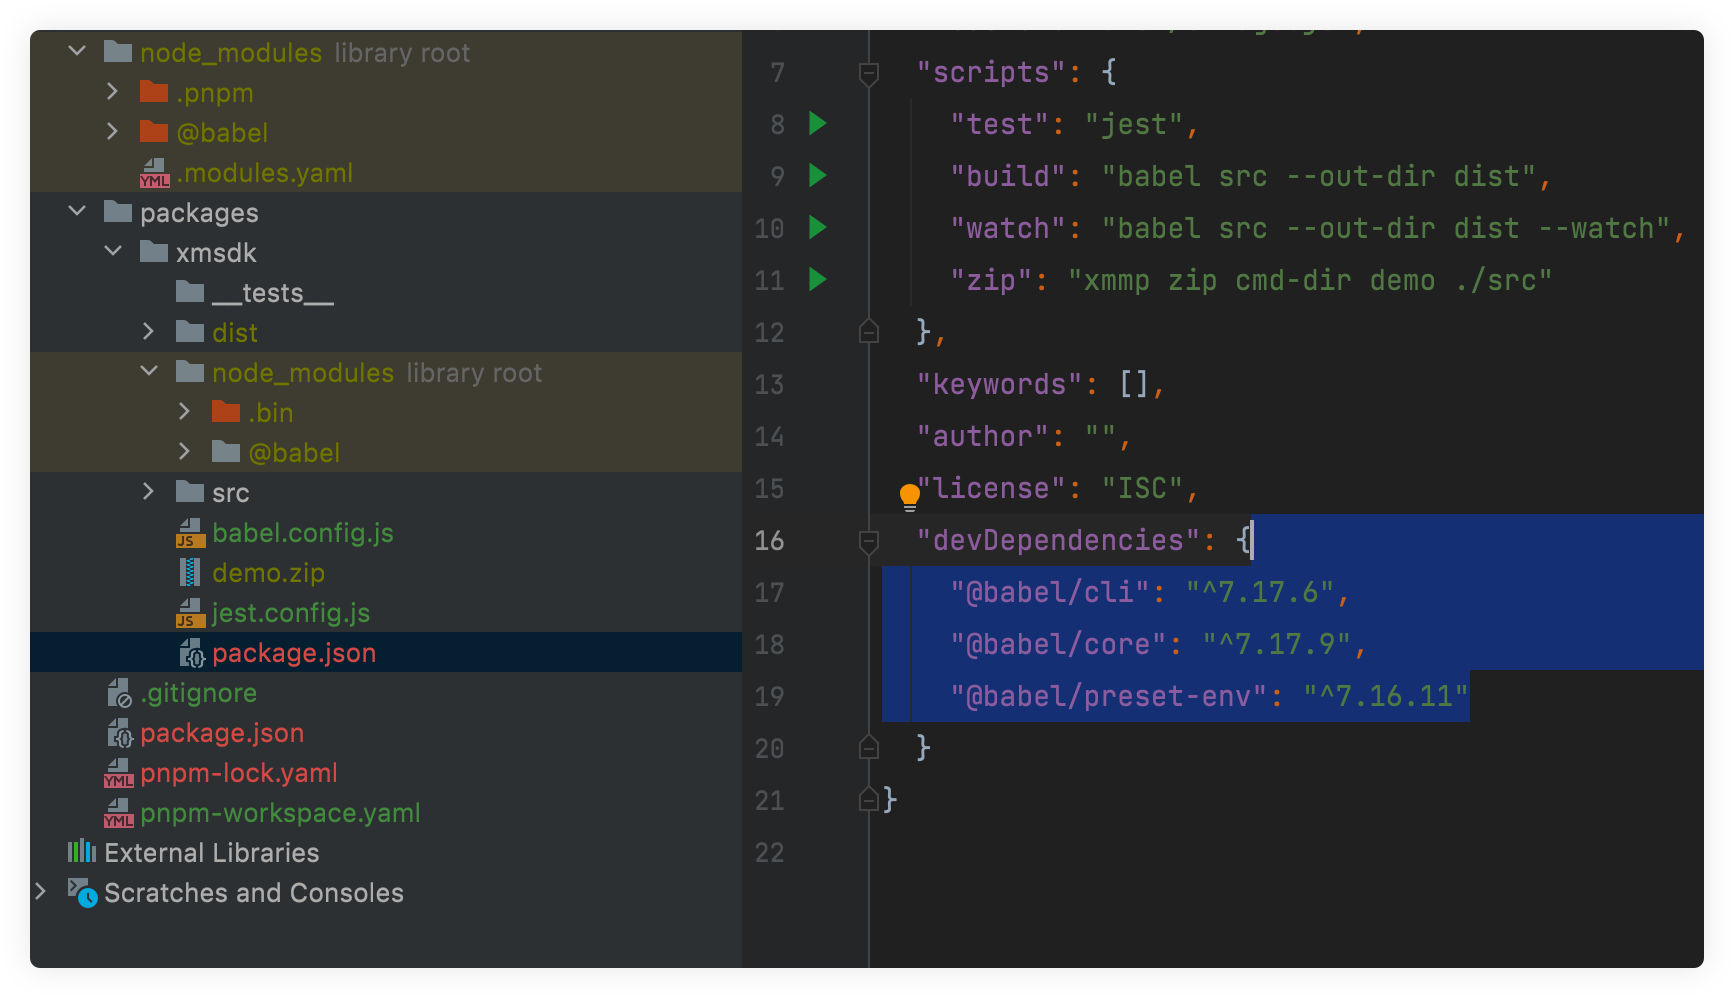 node_modules library root
.pnpm
@babel
.modules.yaml
packages
xmsdk
__tests__
dist
node_modules library root
.bin
@babel
src
babel.config.js
demo.zip
jest.config.js
package.json
.gitignore
package.json
pnpm-lock.yaml
pnpm-workspace.yaml
External Libraries
Scratches and Consoles
7 "scripts": {
8 "test": "jest",
9 "build": "babel src --out-dir dist",
10 "watch": "babel src --out-dir dist --watch",
11 "zip": "xmmp zip cmd-dir demo ./src"
12 },
13 "keywords": [],
14 "author": "",
15 "license": "ISC",
16 "devDependencies": {
17 "@babel/cli": "^7.17.6",
18 "@babel/core": "^7.17.9",
19 "@babel/preset-env": "^7.16.11"
20 }
21 }
22